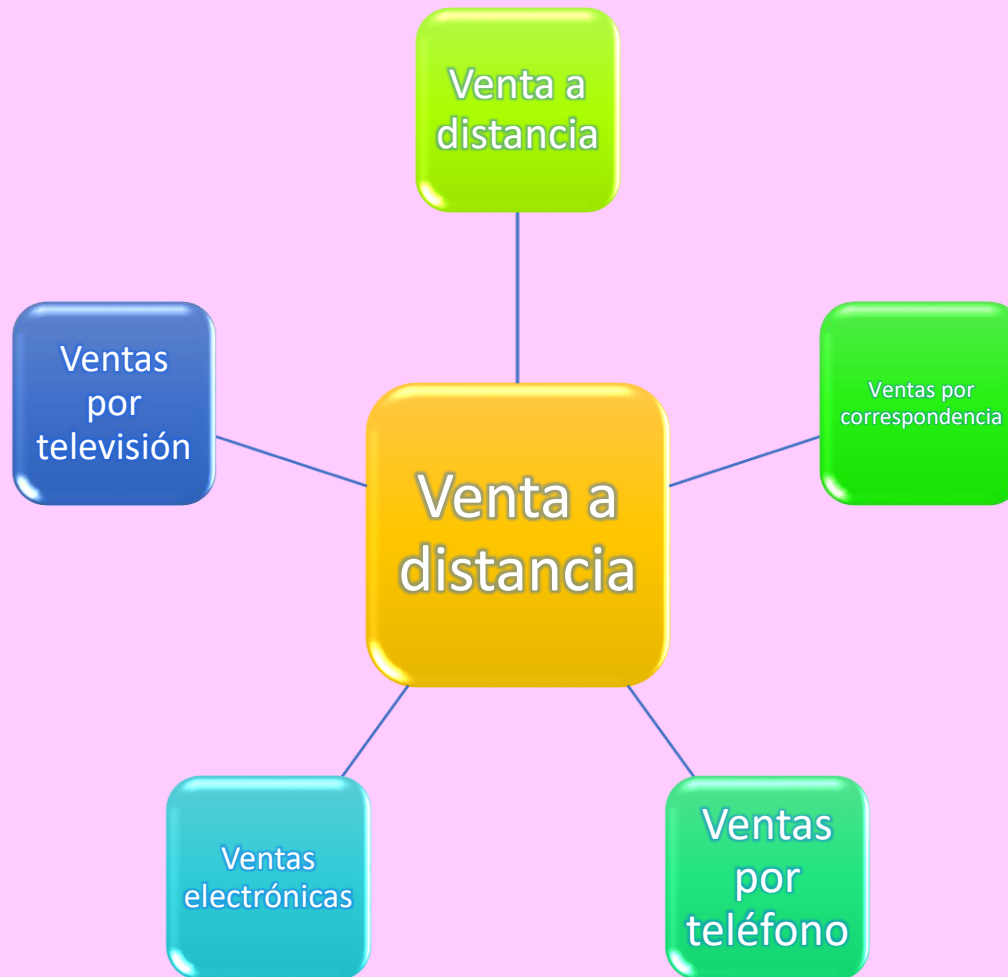 Venta a
distancia
Ventas
por
televisión
Ventas por
correspondencia
Venta a
distancia
Ventas
electrónicas
Ventas
por
teléfono